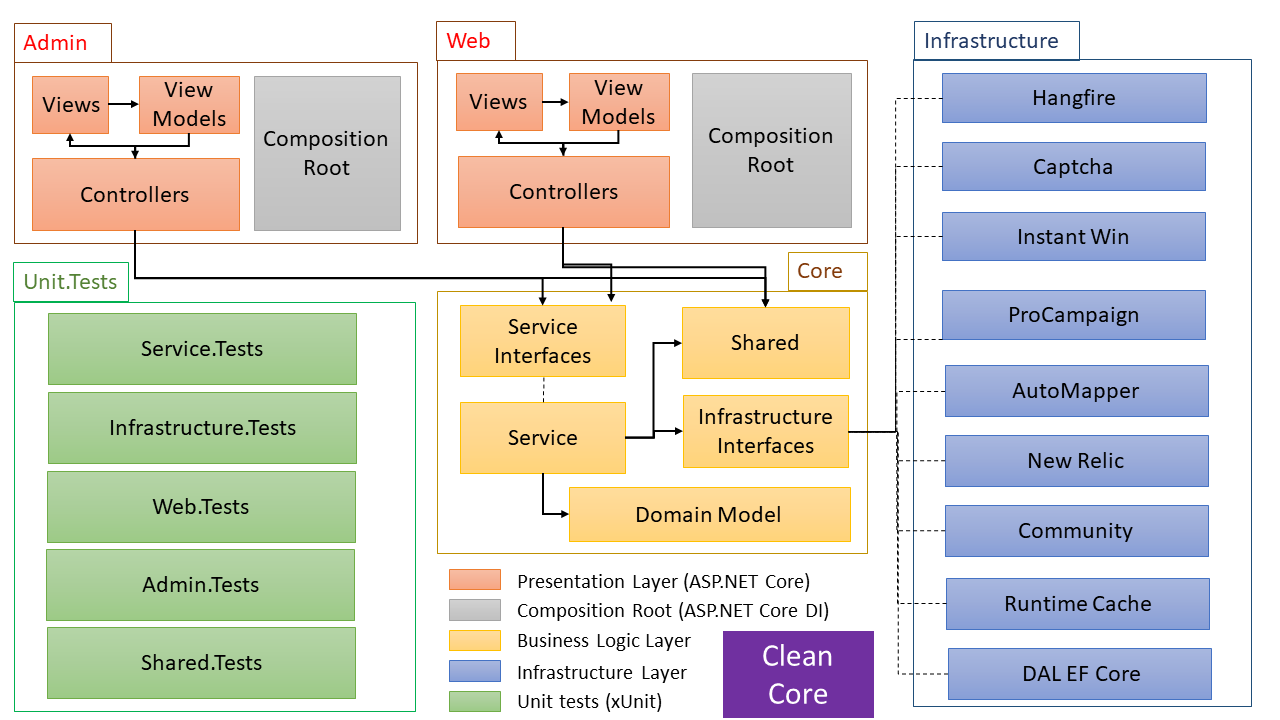 Admin
Views
View
Models
Controllers
Composition
Root
Web
Views
View
Models
Controllers
Composition
Root
Infrastructure
Hangfire
Captcha
Instant Win
ProCampaign
AutoMapper
New Relic
Community
Runtime Cache
DAL EF Core
Unit.Tests
Service.Tests
Infrastructure.Tests
Web.Tests
Admin.Tests
Shared.Tests
Core
Service
Interfaces
Shared
Service
Infrastructure
Interfaces
Domain Model
Presentation Layer (ASP.NET Core)
Composition Root (ASP.NET Core DI)
Business Logic Layer
Infrastructure Layer
Unit tests (xUnit)
Clean
Core